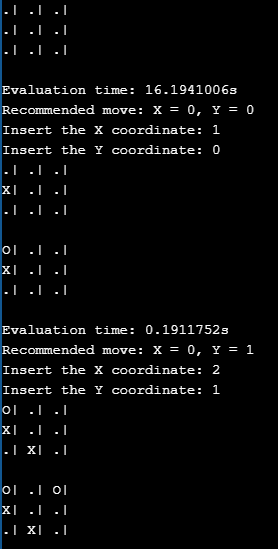 .| .| .|
.| .| .|
.| .| .|
Evaluation time: 16.1941006s
Recommended move: X = 0, Y = 0
Insert the X coordinate: 1
Insert the Y coordinate: 0
.| .| .|
X| .| .|
.| .| .|
O| .| .|
X| .| .|
.| .| .|
Evaluation time: 0.1911752s
Recommended move: X = 0, Y = 1
Insert the X coordinate: 2
Insert the Y coordinate: 1
O| .| .|
X| .| .|
.| X| .|
O| .| O|
X| .| .|
.| X| .|